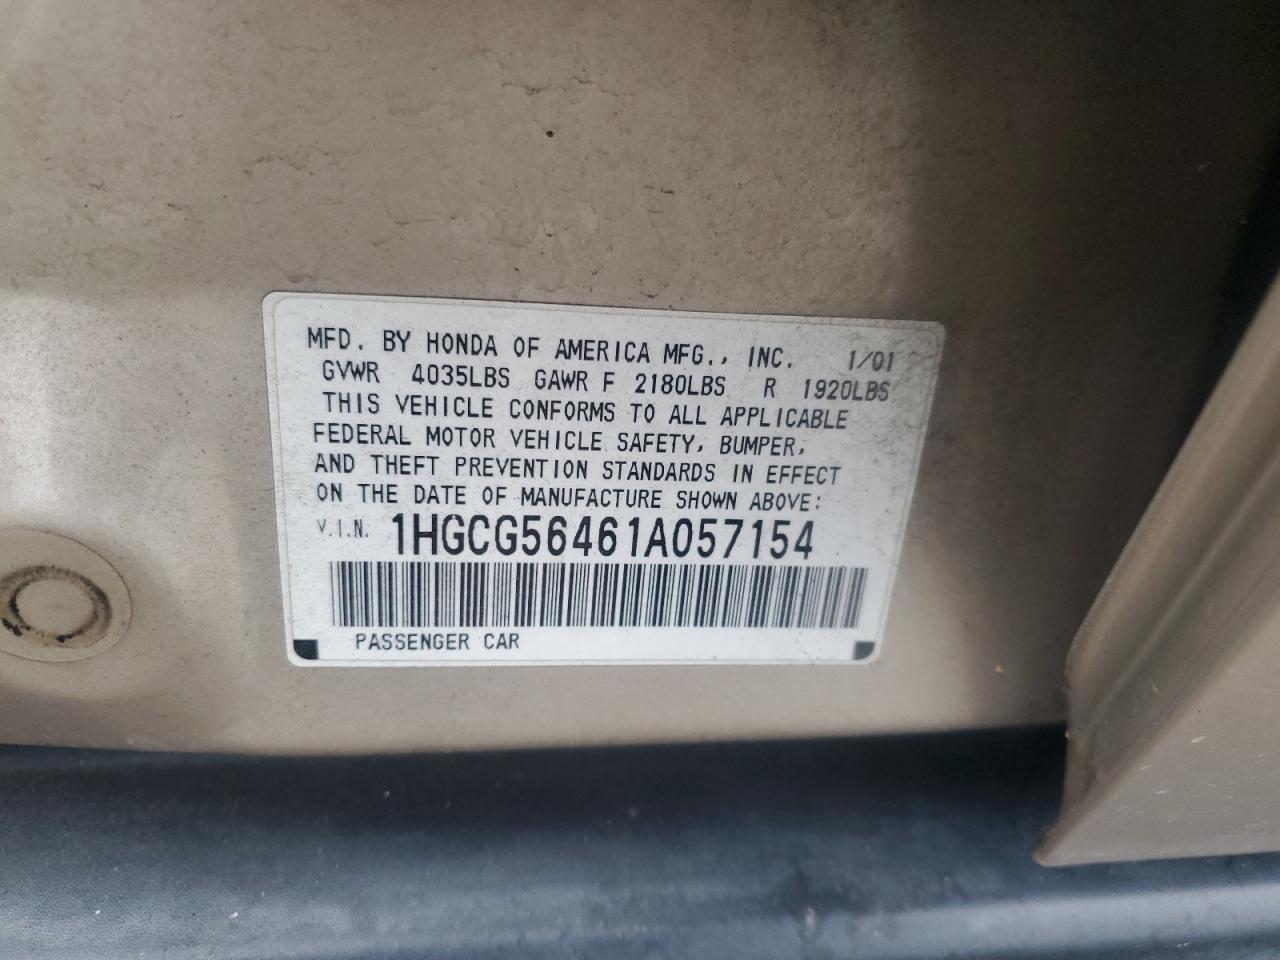 MFD. BY HONDA OF AMERICA MFG., INC. 1/01
GVWR 4035LBS GAWR F 2180LBS R 1920LBS
THIS VEHICLE CONFORMS TO ALL APPLICABLE
FEDERAL MOTOR VEHICLE SAFETY, BUMPER,
AND THEFT PREVENTION STANDARDS IN EFFECT
ON THE DATE OF MANUFACTURE SHOWN ABOVE:
V.I.N. 1HGCG56461A057154
PASSENGER CAR